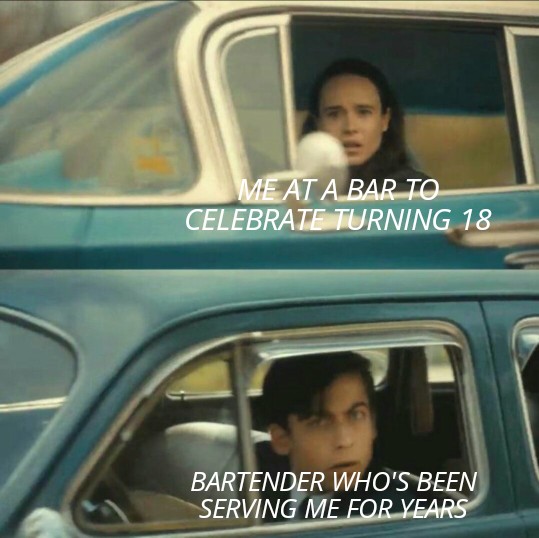 ME AT A BAR TO
CELEBRATE TURNING 18
BARTENDER WHO'S BEEN
SERVING ME FOR YEARS